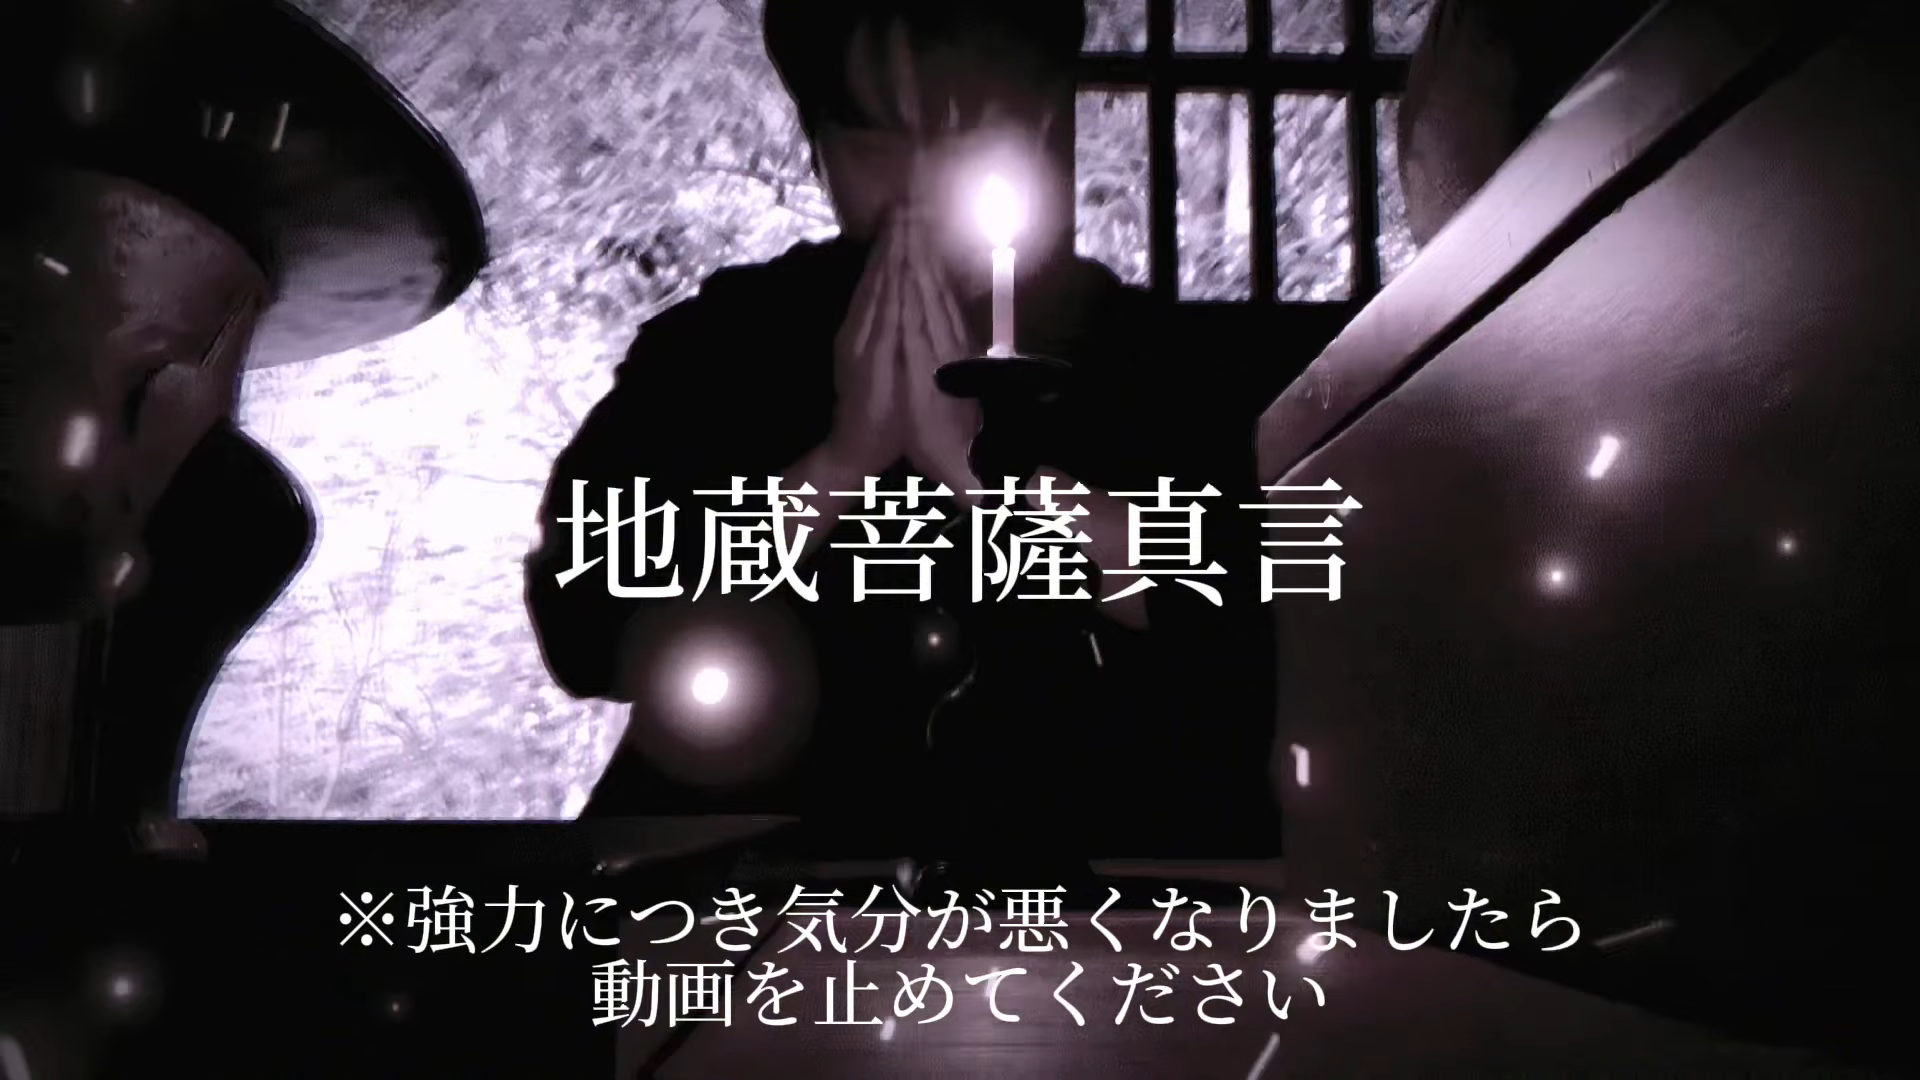 地蔵菩薩真言
※強力につき気分が悪くなりましたら
動画を止めてください